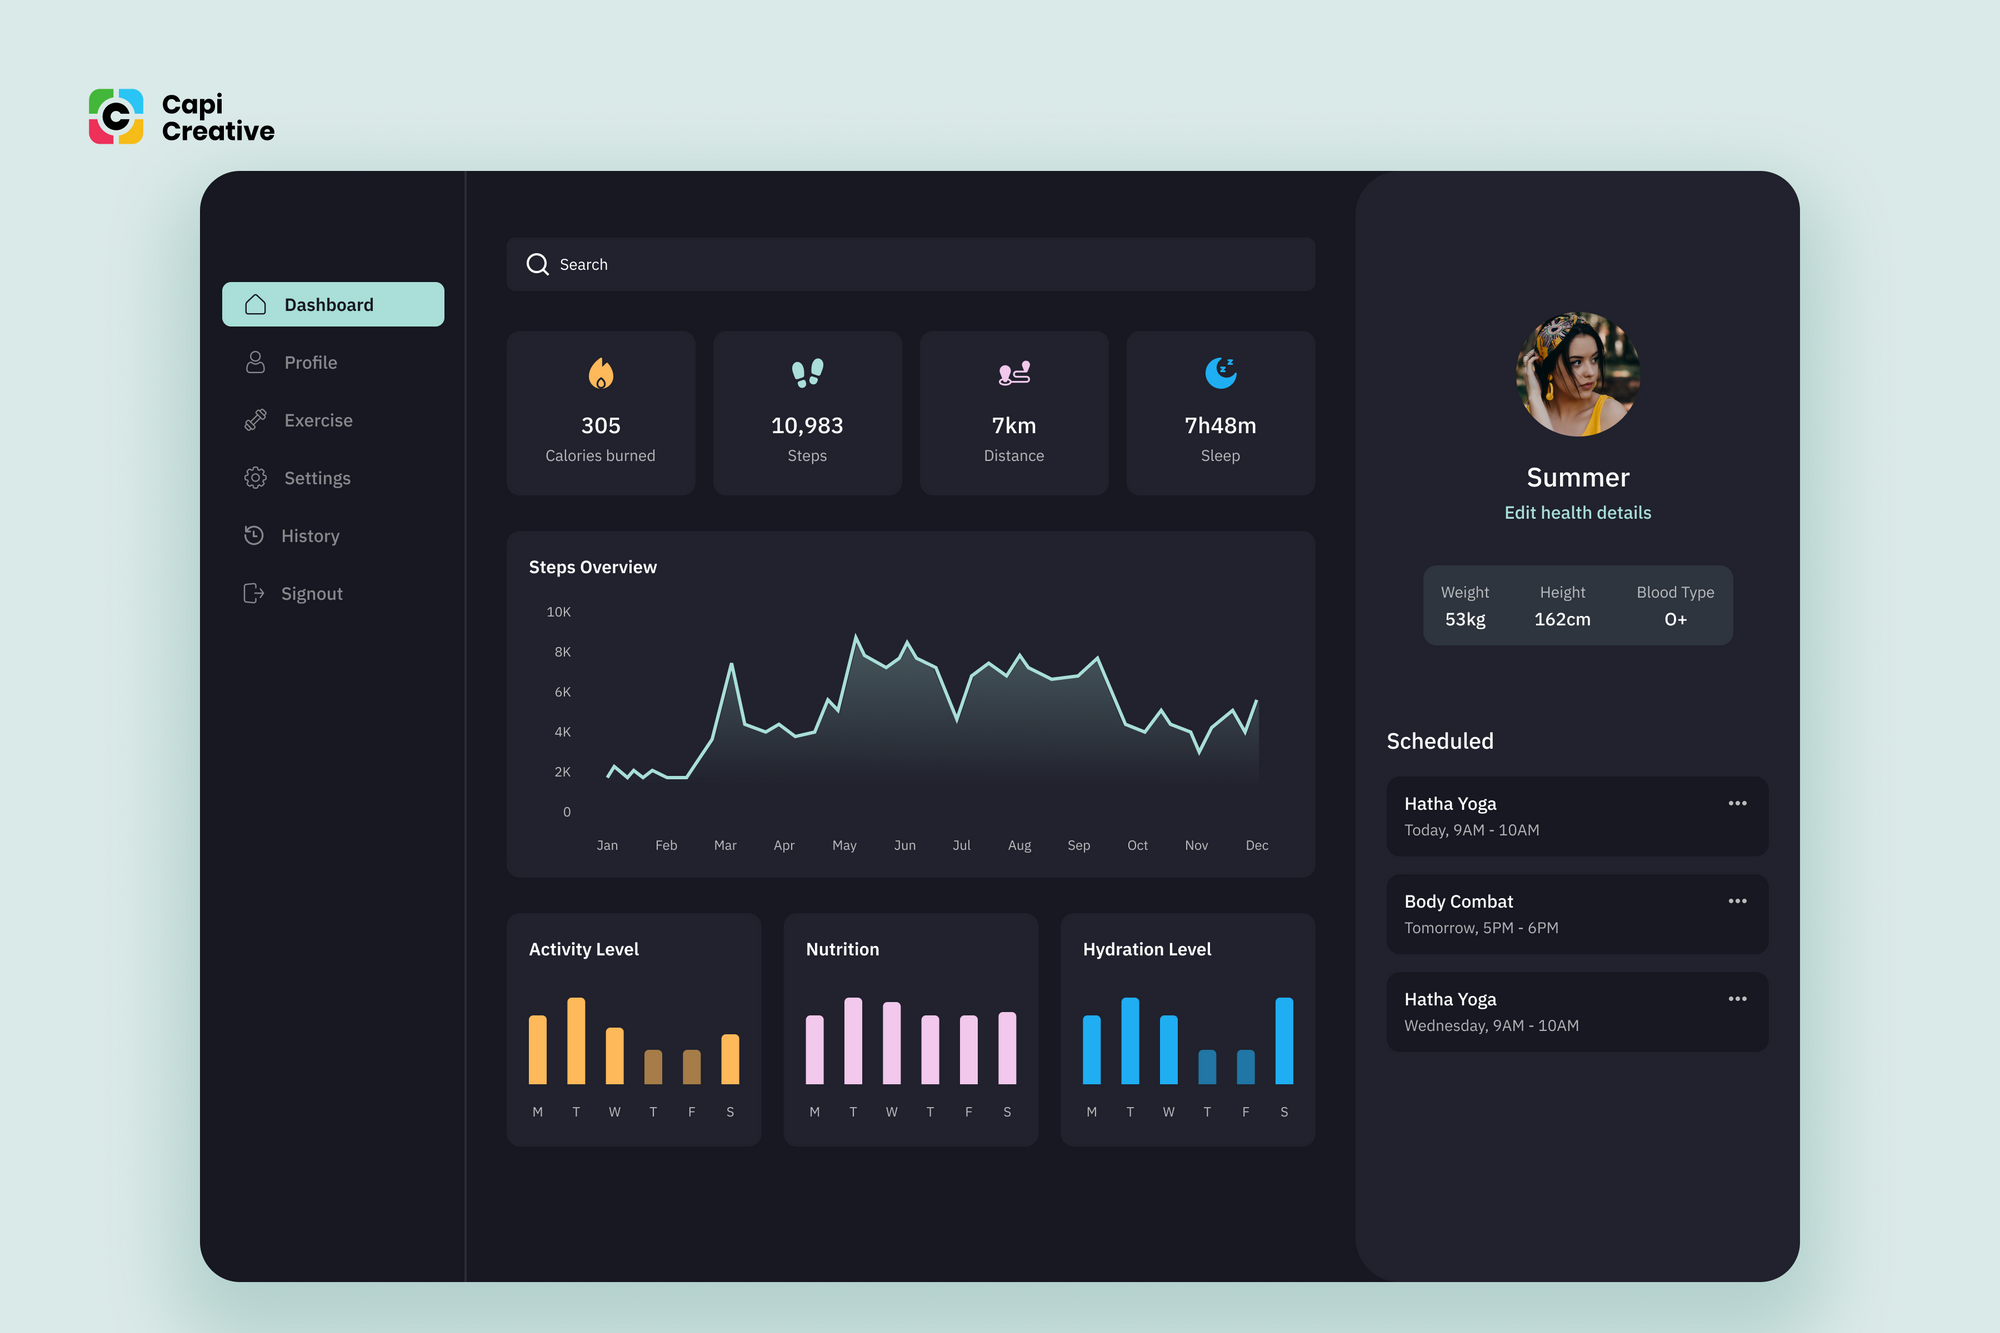 Capi
Creative
Dashboard
Profile
Exercise
Settings
History
Signout
Search
305
Calories burned
10,983
Steps
7km
Distance
7h48m
Sleep
Steps Overview
10K
8K
6K
4K
2K
0
Jan Feb Mar Apr May Jun Jul Aug Sep Oct Nov Dec
Activity Level
M T W T F S
Nutrition
M T W T F S
Hydration Level
M T W T F S
Summer
Edit health details
Weight Height Blood Type
53kg 162cm O+
Scheduled
Hatha Yoga
Today, 9AM - 10AM
Body Combat
Tomorrow, 5PM - 6PM
Hatha Yoga
Wednesday, 9AM - 10AM